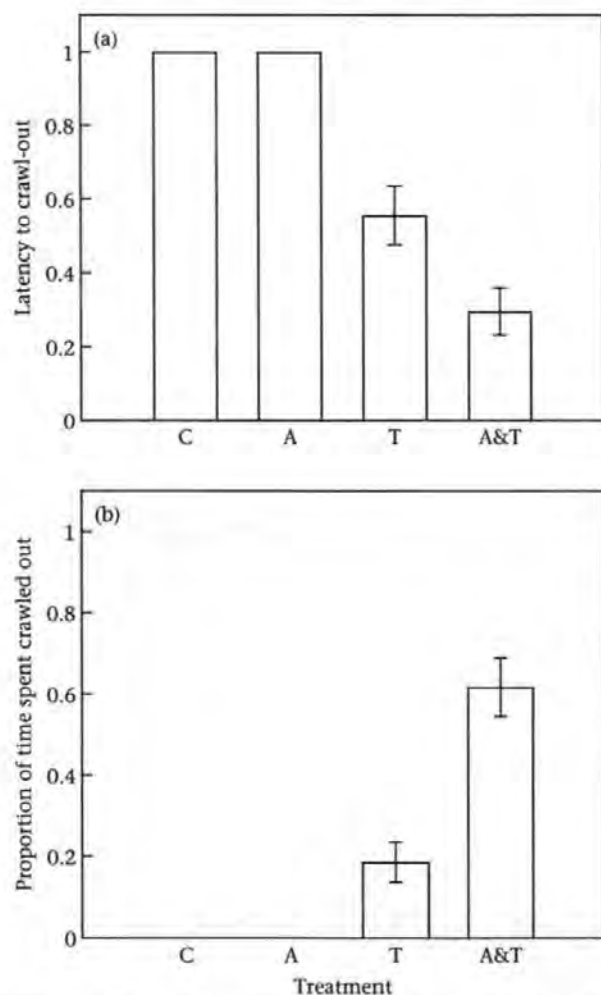 (a)
Latency to crawl-out
1
0.8
0.6
0.4
0.2
0
C A T A&T
(b)
Proportion of time spent crawled out
1
0.8
0.6
0.4
0.2
0
C A T A&T
Treatment